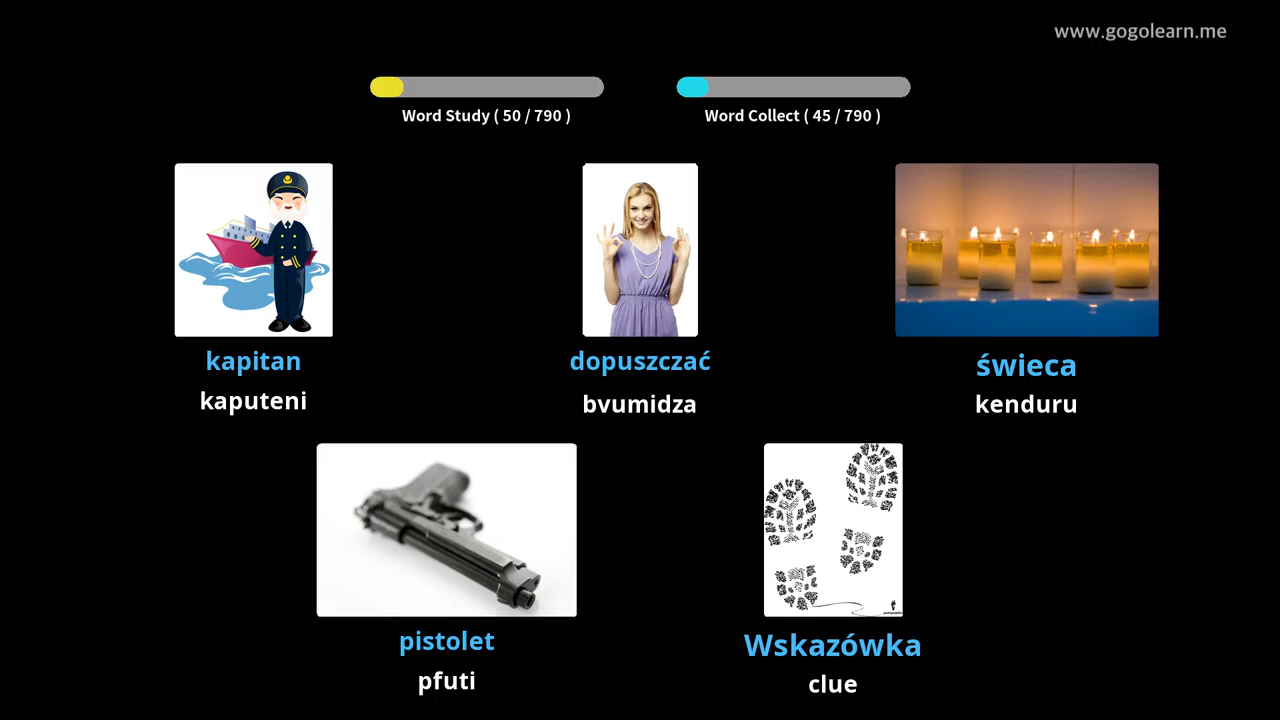 www.gogolearn.me
Word Study ( 50 / 790 )
Word Collect ( 45 / 790 )
kapitan
kaputeni
dopuszczać
bvumidza
świeca
kenduru
pistolet
pfuti
Wskazówka
clue